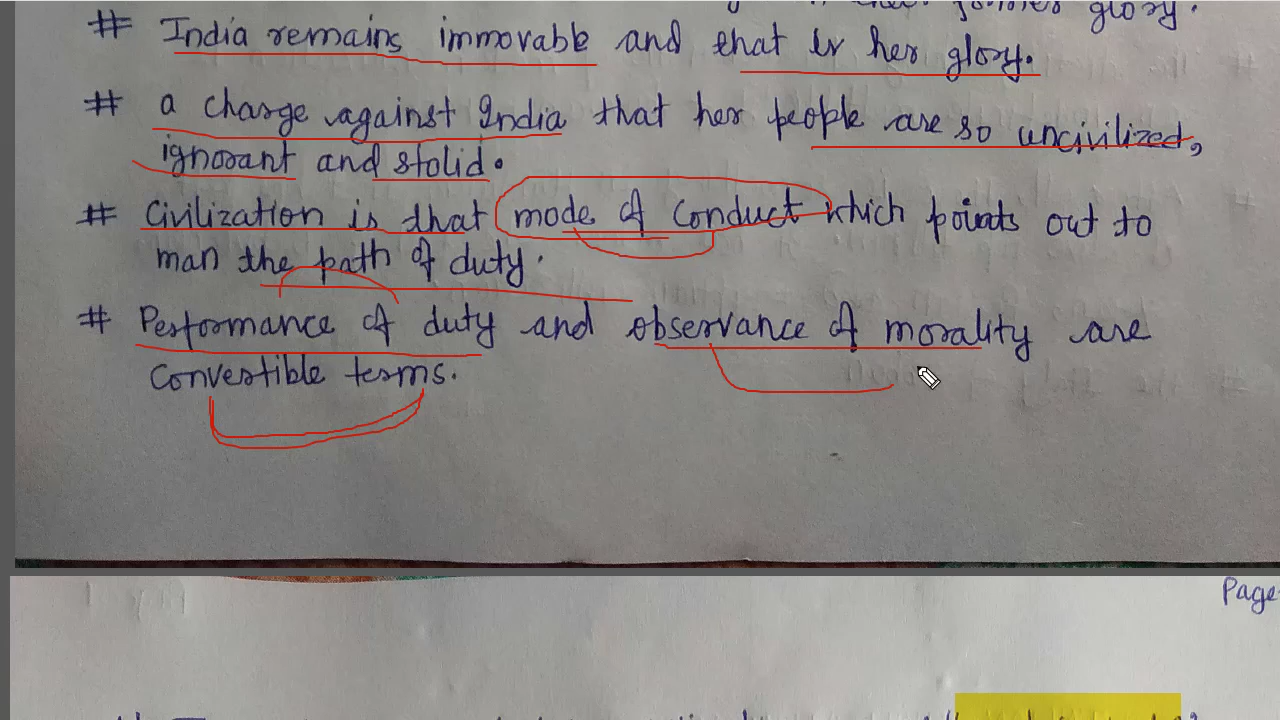 former glory.
# India remains immovable and that is her glory.
# a charge against India that her people are so uncivilized,
ignorant and stolid.
# Civilization is that mode of conduct which points out to
man the path of duty.
# Performance of duty and observance of morality are
convertible terms.
Page